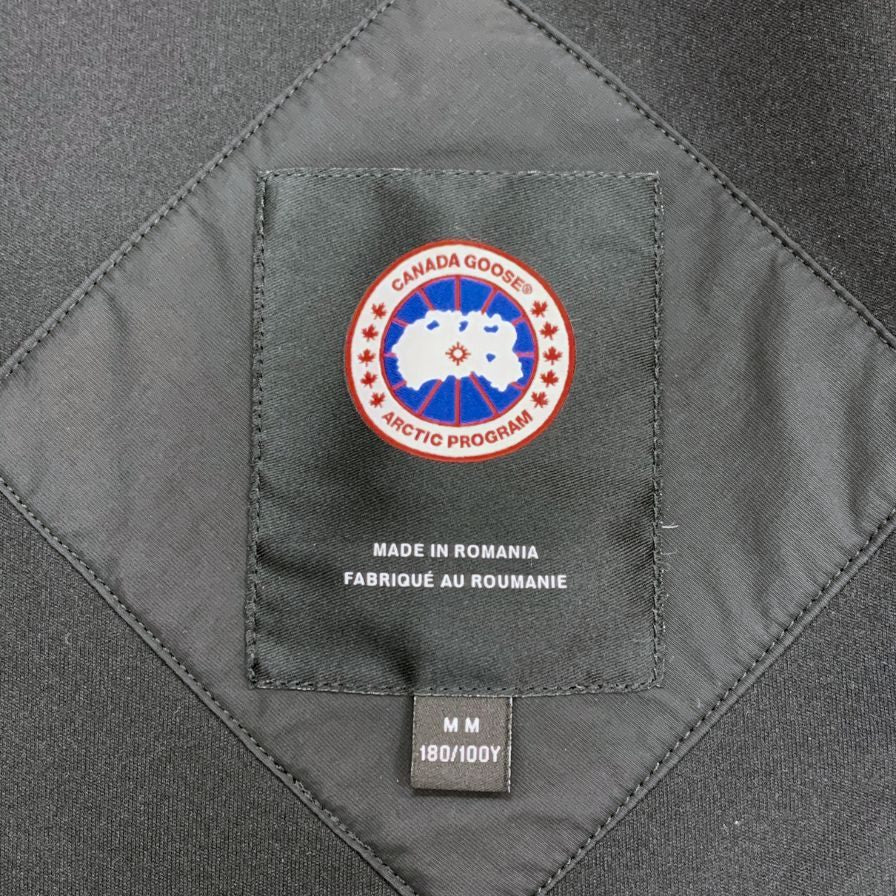 CANADA GOOSE®
ARCTIC PROGRAM
MADE IN ROMANIA
FABRIQUÉ AU ROUMANIE
M M
180/100Y